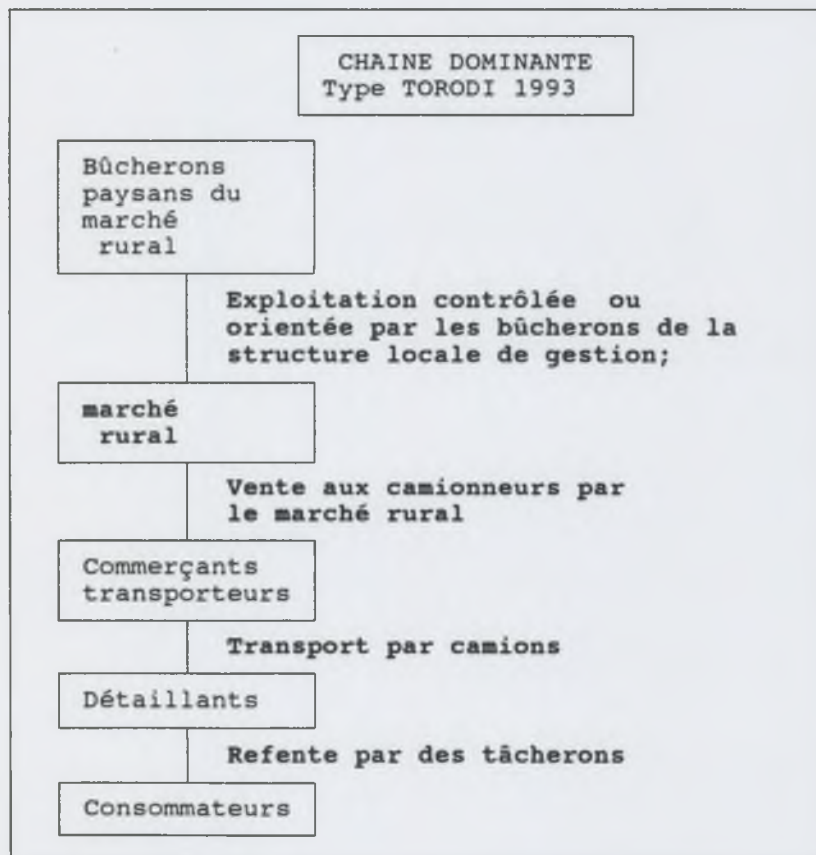 CHAINE DOMINANTE
Type TORODI 1993
Bûcherons
paysans du
marché
rural
Exploitation contrôlée ou
orientée par les bûcherons de la
structure locale de gestion;
marché
rural
Vente aux camionneurs par
le marché rural
Commerçants
transporteurs
Transport par camions
Détaillants
Refente par des tâcherons
Consommateurs